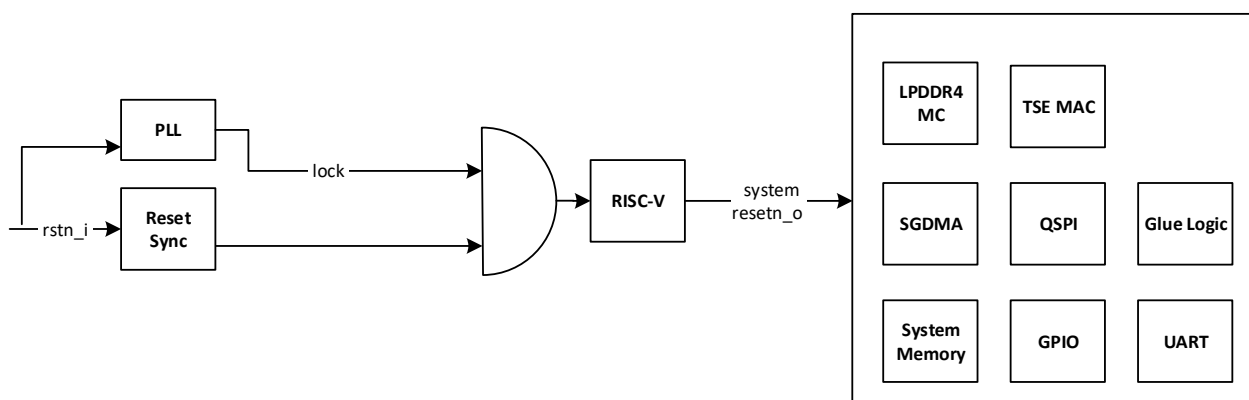 PLL
lock
rstn_i
Reset
Sync
RISC-V
system
resetn_o
LPDDR4
MC
TSE MAC
SGDMA
QSPI
Glue Logic
System
Memory
GPIO
UART